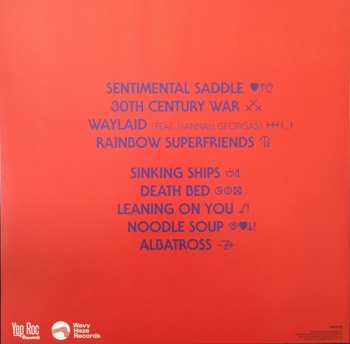 SENTIMENTAL SADDLE
30TH CENTURY WAR
WAYLAID (FEAT. HANNAH GEORGAS)
RAINBOW SUPERFRIENDS
SINKING SHIPS
DEATH BED
LEANING ON YOU
NOODLE SOUP
ALBATROSS
Yep Roc
Records
Wavy
Haze
Records